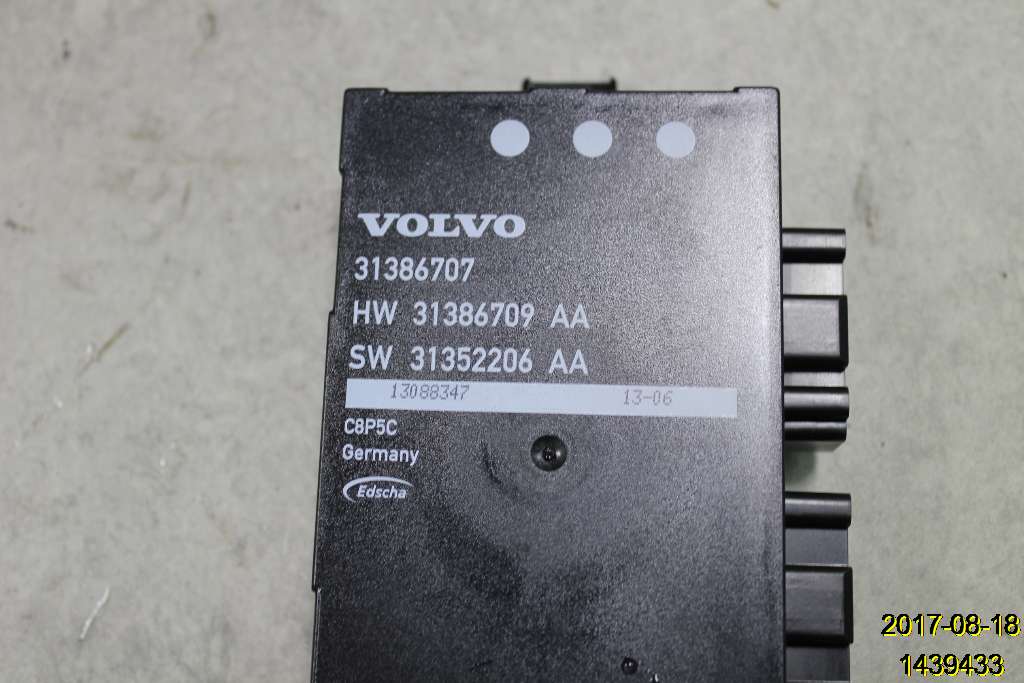 VOLVO
31386707
HW 31386709 AA
SW 31352206 AA
13088347 13-06
C8P5C
Germany
Edscha
2017-08-18
1439433